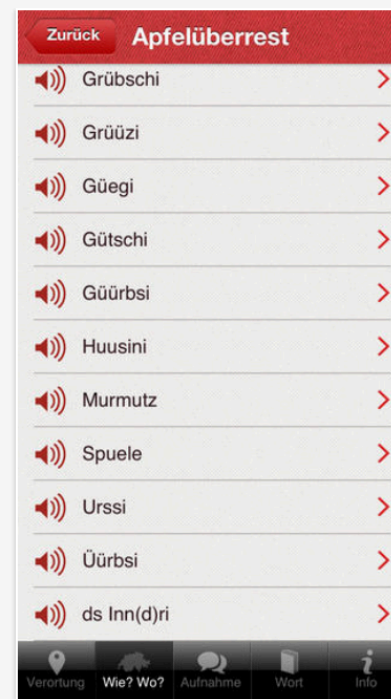 Zurück Apfelüberrest
Grübschi
Grüüzi
Güegi
Gütschi
Güürbsi
Huusini
Murmutz
Spuele
Urssi
Üürbsi
ds Inn(d)ri
Verortung Wie? Wo? Aufnahme Wort Info